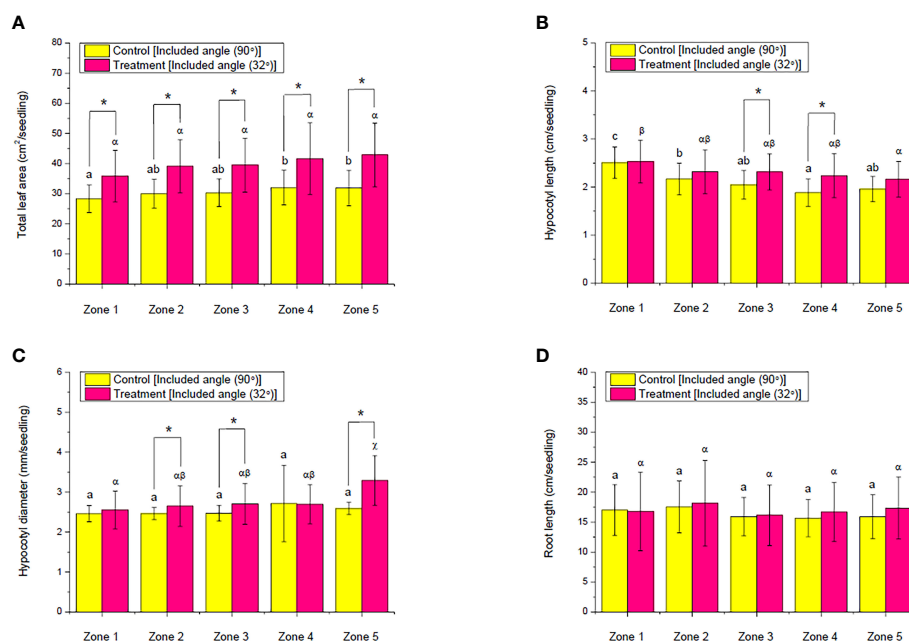 A
Total leaf area (cm²/seedling)
80
70
60
50
40
30
20
10
0
Control [Included angle (90°)]
Treatment [Included angle (32°)]
* * * * *
a α ab α ab α b α b α
Zone 1 Zone 2 Zone 3 Zone 4 Zone 5
B
Hypocotyl length (cm/seedling)
5
4
3
2
1
0
Control [Included angle (90°)]
Treatment [Included angle (32°)]
* *
c β b αβ ab αβ a αβ ab α
Zone 1 Zone 2 Zone 3 Zone 4 Zone 5
C
Hypocotyl diameter (mm/seedling)
6
5
4
3
2
1
0
Control [Included angle (90°)]
Treatment [Included angle (32°)]
* * *
a α a αβ a αβ a αβ a χ
Zone 1 Zone 2 Zone 3 Zone 4 Zone 5
D
Root length (cm/seedling)
40
35
30
25
20
15
10
5
0
Control [Included angle (90°)]
Treatment [Included angle (32°)]
a α a α a α a α a α
Zone 1 Zone 2 Zone 3 Zone 4 Zone 5